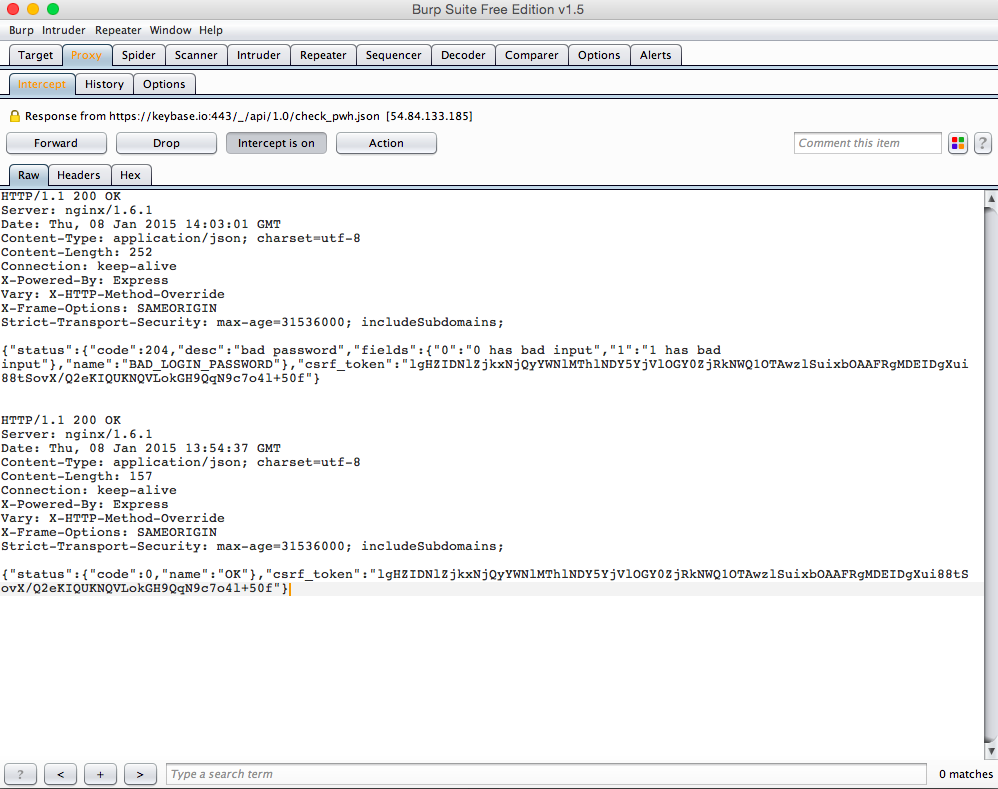 Burp Suite Free Edition v1.5
Burp Intruder Repeater Window Help
Target Proxy Spider Scanner Intruder Repeater Sequencer Decoder Comparer Options Alerts
Intercept History Options
Response from https://keybase.io:443/_/api/1.0/check_pwh.json [54.84.133.185]
Forward Drop Intercept is on Action Comment this item ?
Raw Headers Hex
HTTP/1.1 200 OK
Server: nginx/1.6.1
Date: Thu, 08 Jan 2015 14:03:01 GMT
Content-Type: application/json; charset=utf-8
Content-Length: 252
Connection: keep-alive
X-Powered-By: Express
Vary: X-HTTP-Method-Override
X-Frame-Options: SAMEORIGIN
Strict-Transport-Security: max-age=31536000; includeSubdomains;
{"status":{"code":204,"desc":"bad password","fields":{"0":"0 has bad input","1":"1 has bad
input"},"name":"BAD_LOGIN_PASSWORD"},"csrf_token":"lgHZIDNlZjkxNjQyYWNlMThlNDY5YjVlOGY0ZjRkNWQ1OTAwzlSuixbOAAFRgMDEIDgXui
88tSovX/Q2eKIQUKNQVLokGH9QqN9c7o4l+50f"}
HTTP/1.1 200 OK
Server: nginx/1.6.1
Date: Thu, 08 Jan 2015 13:54:37 GMT
Content-Type: application/json; charset=utf-8
Content-Length: 157
Connection: keep-alive
X-Powered-By: Express
Vary: X-HTTP-Method-Override
X-Frame-Options: SAMEORIGIN
Strict-Transport-Security: max-age=31536000; includeSubdomains;
{"status":{"code":0,"name":"OK"},"csrf_token":"lgHZIDNlZjkxNjQyYWNlMThlNDY5YjVlOGY0ZjRkNWQ1OTAwzlSuixbOAAFRgMDEIDgXui88tS
ovX/Q2eKIQUKNQVLokGH9QqN9c7o4l+50f"}
? < + > Type a search term 0 matches